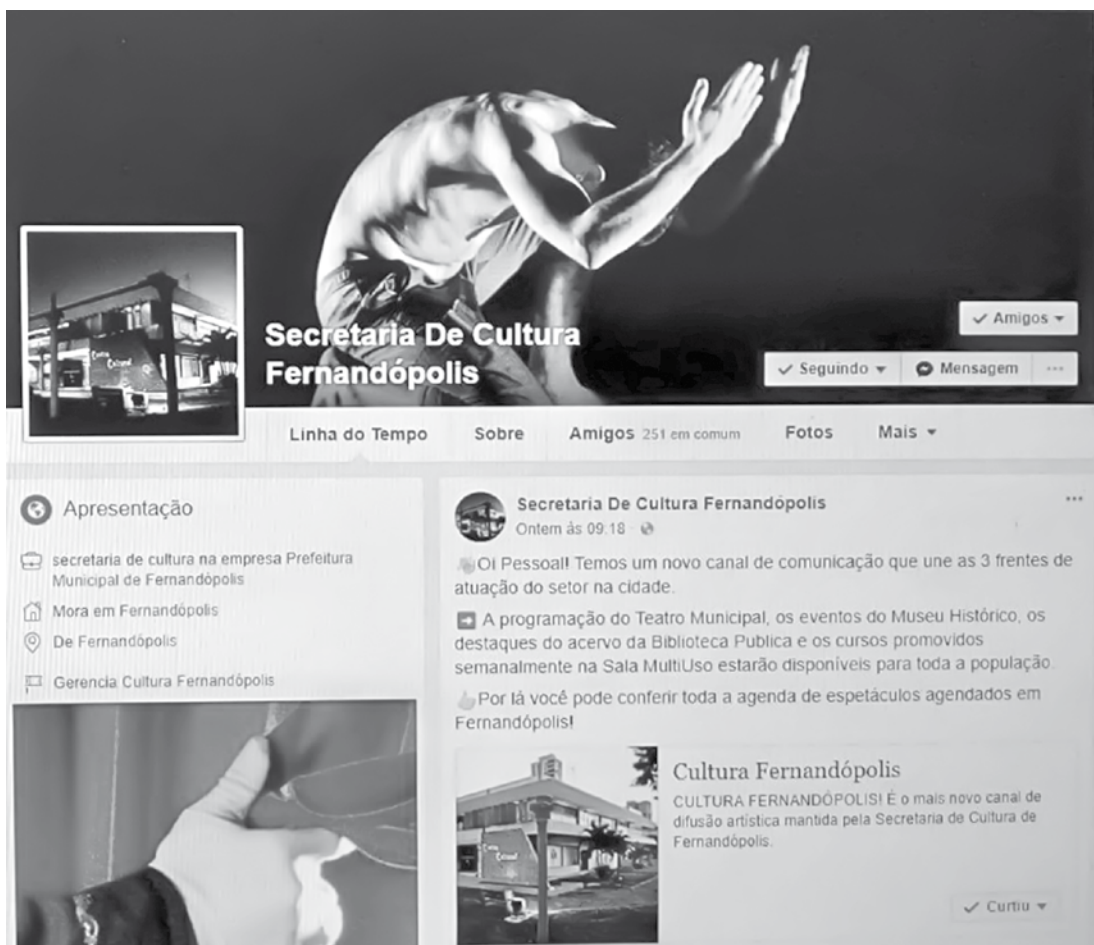 Secretaria De Cultura
Fernandópolis
Amigos
Seguindo
Mensagem
Linha do Tempo
Sobre
Amigos 251 em comum
Fotos
Mais
Apresentação
secretaria de cultura na empresa Prefeitura
Municipal de Fernandópolis
Mora em Fernandópolis
De Fernandópolis
Gerencia Cultura Fernandópolis
Secretaria De Cultura Fernandópolis
Ontem às 09:18
Oi Pessoal! Temos um novo canal de comunicação que une as 3 frentes de
atuação do setor na cidade.
A programação do Teatro Municipal, os eventos do Museu Histórico, os
destaques do acervo da Biblioteca Publica e os cursos promovidos
semanalmente na Sala MultiUso estarão disponíveis para toda a população.
Por lá você pode conferir toda a agenda de espetáculos agendados em
Fernandópolis!
Cultura Fernandópolis
CULTURA FERNANDÓPOLIS! É o mais novo canal de
difusão artística mantida pela Secretaria de Cultura de
Fernandópolis.
Curtiu